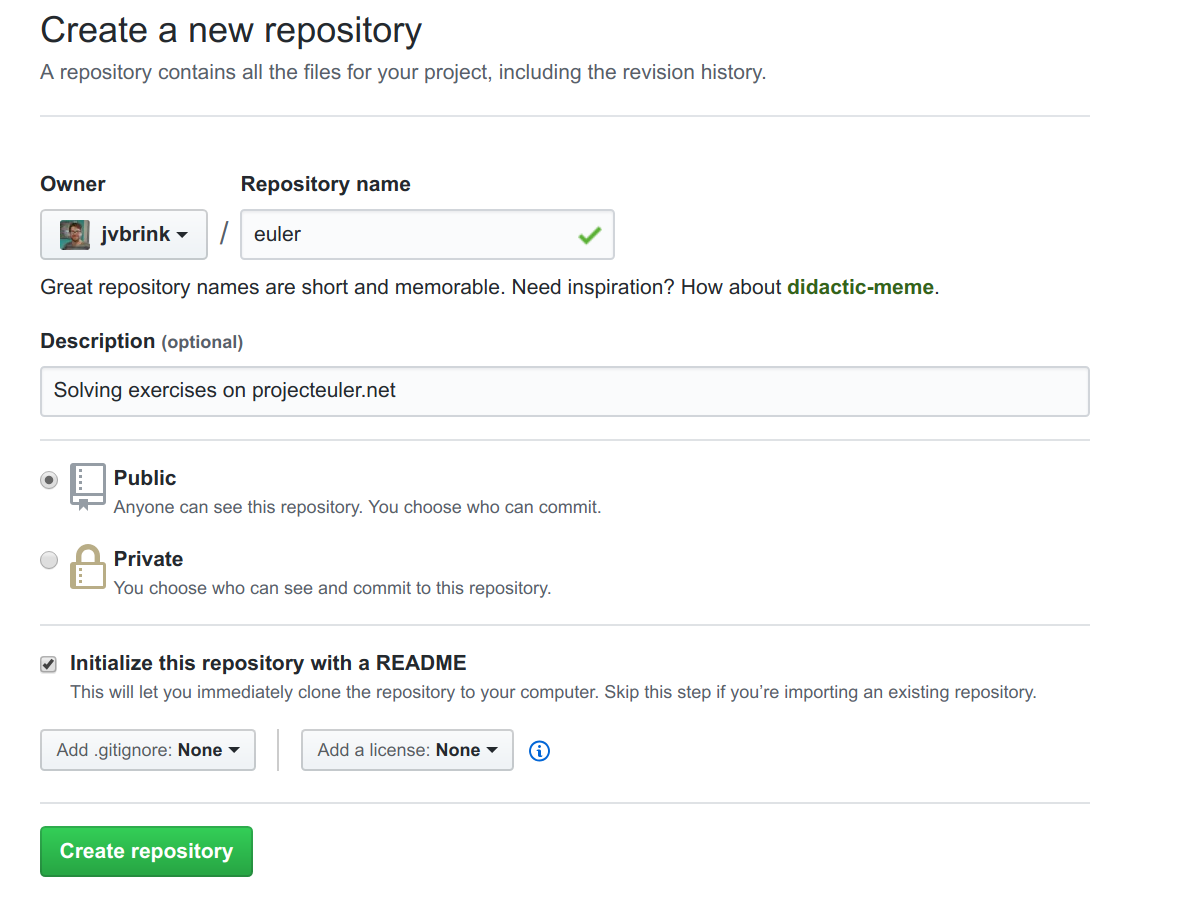 Create a new repository
A repository contains all the files for your project, including the revision history.
Owner Repository name
jvbrink / euler
Great repository names are short and memorable. Need inspiration? How about didactic-meme.
Description (optional)
Solving exercises on projecteuler.net
Public
Anyone can see this repository. You choose who can commit.
Private
You choose who can see and commit to this repository.
Initialize this repository with a README
This will let you immediately clone the repository to your computer. Skip this step if you’re importing an existing repository.
Add .gitignore: None Add a license: None
Create repository